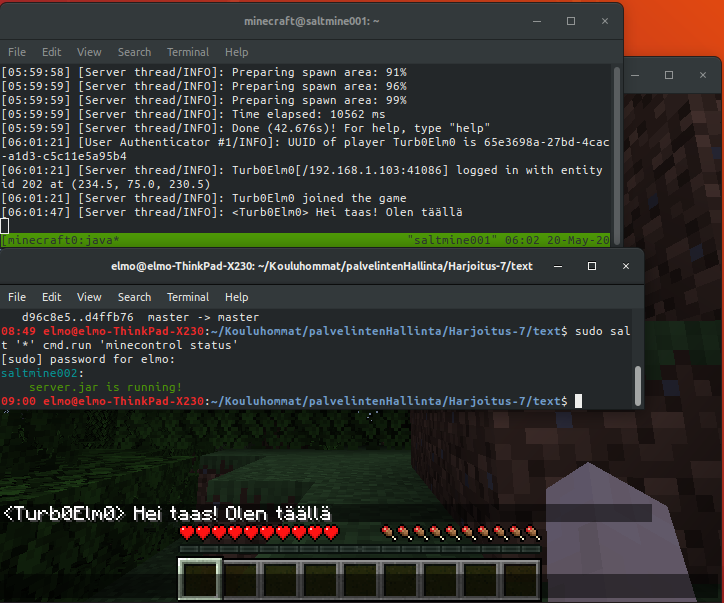 minecraft@saltmine001: ~
File Edit View Search Terminal Help
[05:59:58] [Server thread/INFO]: Preparing spawn area: 91%
[05:59:59] [Server thread/INFO]: Preparing spawn area: 96%
[05:59:59] [Server thread/INFO]: Preparing spawn area: 99%
[05:59:59] [Server thread/INFO]: Time elapsed: 10562 ms
[05:59:59] [Server thread/INFO]: Done (42.676s)! For help, type "help"
[06:01:21] [User Authenticator #1/INFO]: UUID of player Turb0Elm0 is 65e3698a-27bd-4cac
-a1d3-c5c11e5a95b4
[06:01:21] [Server thread/INFO]: Turb0Elm0[/192.168.1.103:41086] logged in with entity
id 202 at (234.5, 75.0, 230.5)
[06:01:21] [Server thread/INFO]: Turb0Elm0 joined the game
[06:01:47] [Server thread/INFO]: <Turb0Elm0> Hei taas! Olen täällä
[minecraft0:java* "saltmine001" 06:02 20-May-20
elmo@elmo-ThinkPad-X230: ~/Kouluhommat/palvelintenHallinta/Harjoitus-7/text
File Edit View Search Terminal Help
d96c8e5..d4ffb76 master -> master
08:49 elmo@elmo-ThinkPad-X230:~/Kouluhommat/palvelintenHallinta/Harjoitus-7/text$ sudo sal
t '*' cmd.run 'minecontrol status'
[sudo] password for elmo:
saltmine002:
server.jar is running!
09:00 elmo@elmo-ThinkPad-X230:~/Kouluhommat/palvelintenHallinta/Harjoitus-7/text$
<Turb0Elm0> Hei taas! Olen täällä